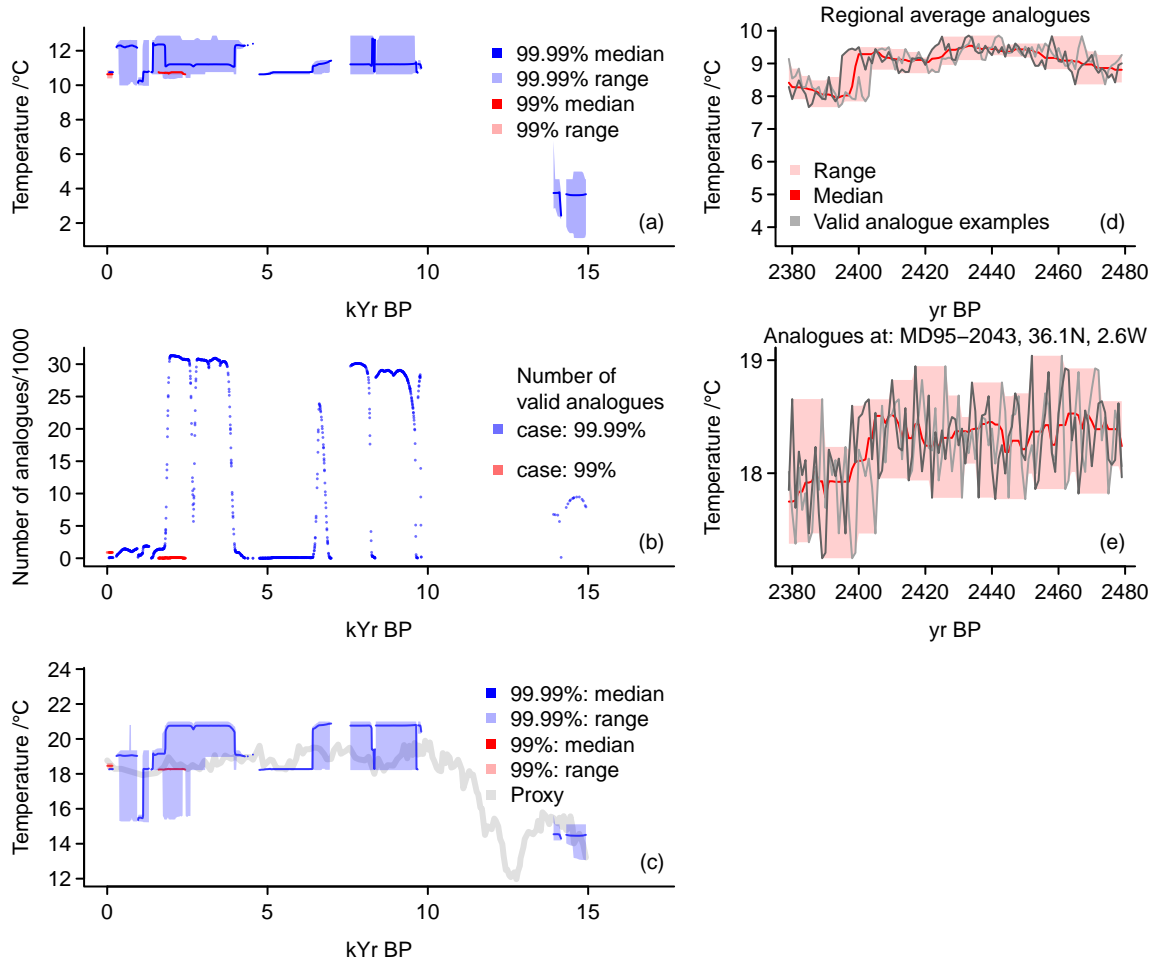 12
10
8
6
4
2
Temperature /°C
99.99% median
99.99% range
99% median
99% range
(a)
0
5
10
15
kYr BP
Regional average analogues
10
9
8
7
6
5
4
Temperature /°C
Range
Median
Valid analogue examples
(d)
2380
2400
2420
2440
2460
2480
yr BP
30
25
20
15
10
5
0
Number of analogues/1000
Number of
valid analogues
case: 99.99%
case: 99%
(b)
0
5
10
15
kYr BP
Analogues at: MD95−2043, 36.1N, 2.6W
19
18
Temperature /°C
(e)
2380
2400
2420
2440
2460
2480
yr BP
24
22
20
18
16
14
12
Temperature /°C
99.99%: median
99.99%: range
99%: median
99%: range
Proxy
(c)
0
5
10
15
kYr BP